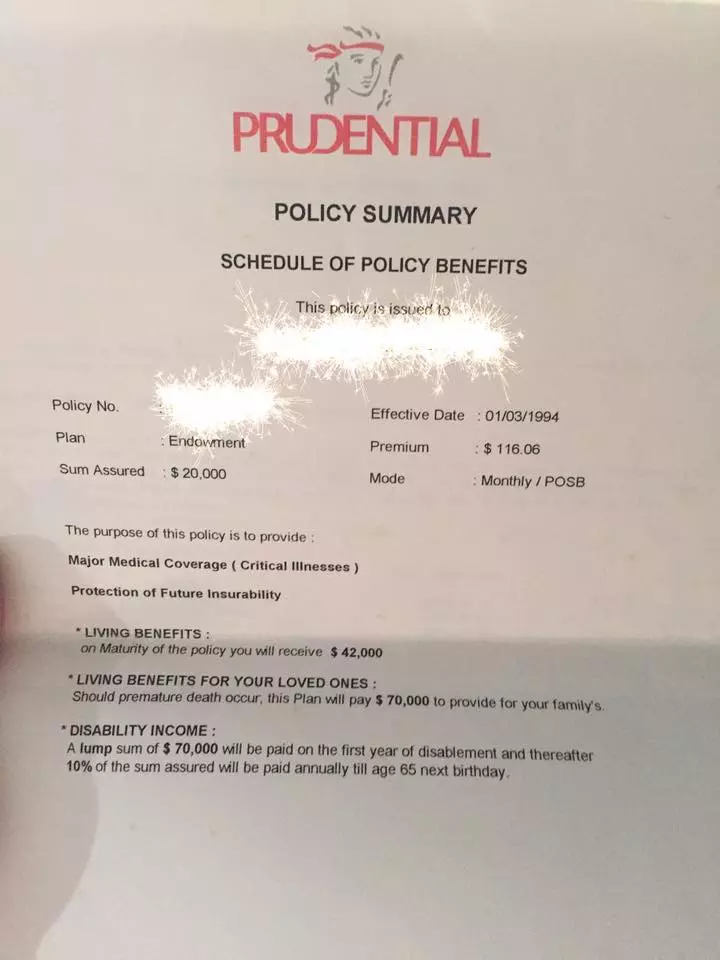 PRUDENTIAL
POLICY SUMMARY
SCHEDULE OF POLICY BENEFITS
This policy is issued to
Policy No. :
Effective Date : 01/03/1994
Plan : Endowment
Premium : $ 116.06
Sum Assured : $ 20,000
Mode : Monthly / POSB
The purpose of this policy is to provide :
Major Medical Coverage ( Critical Illnesses )
Protection of Future Insurability
* LIVING BENEFITS :
on Maturity of the policy you will receive $ 42,000
* LIVING BENEFITS FOR YOUR LOVED ONES :
Should premature death occur, this Plan will pay $ 70,000 to provide for your family's.
* DISABILITY INCOME :
A lump sum of $ 70,000 will be paid on the first year of disablement and thereafter
10% of the sum assured will be paid annually till age 65 next birthday.